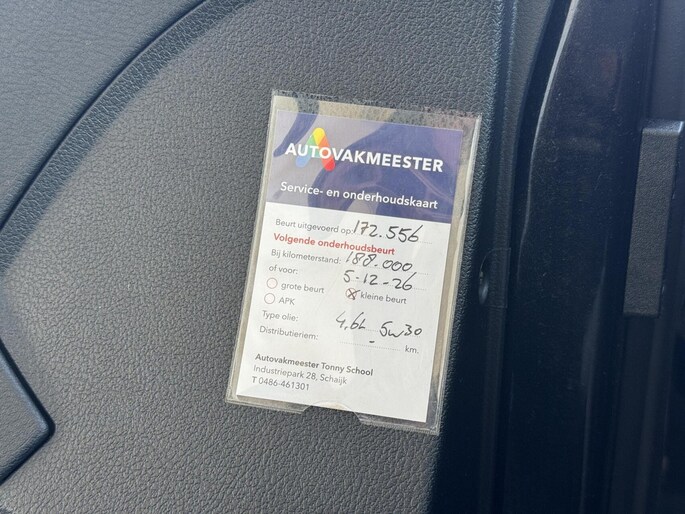 AUTOVAKMEESTER
Service- en onderhoudskaart
Beurt uitgevoerd op: 172.556
Volgende onderhoudsbeurt
Bij kilometerstand: 188.000
of voor: 5-12-26
grote beurt kleine beurt
APK
Type olie: 4,6L 5w30
Distributieriem: - km.
Autovakmeester Tonny School
Industriepark 28, Schaijk
T 0486-461301